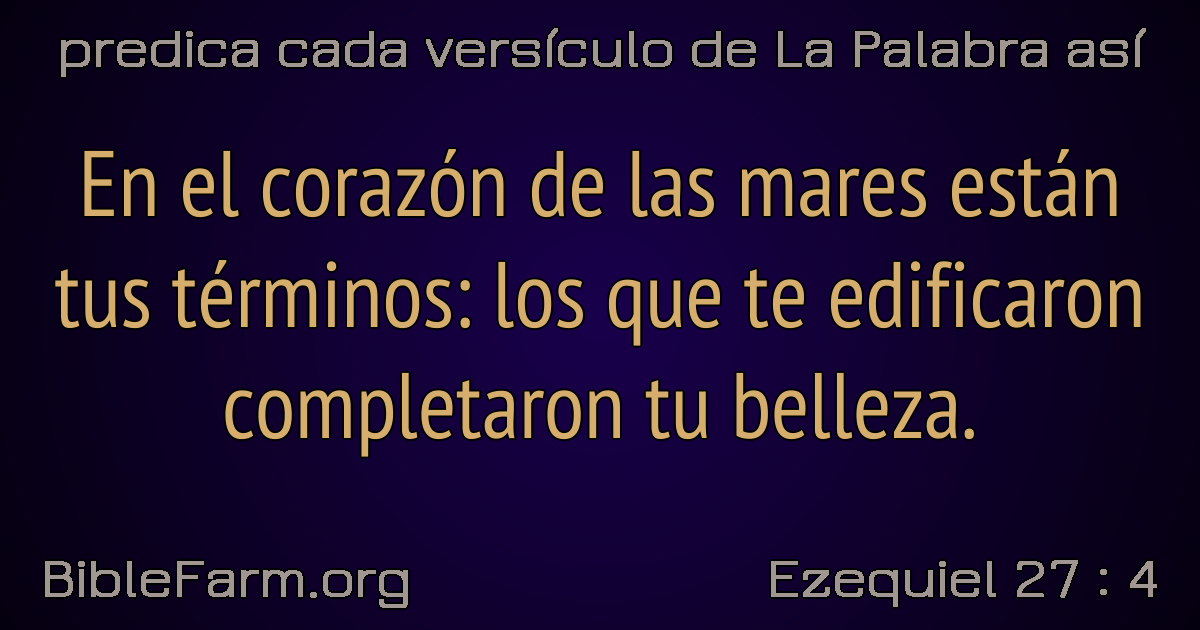 predica cada versículo de La Palabra así
En el corazón de las mares están
tus términos: los que te edificaron
completaron tu belleza.
BibleFarm.org
Ezequiel 27 : 4